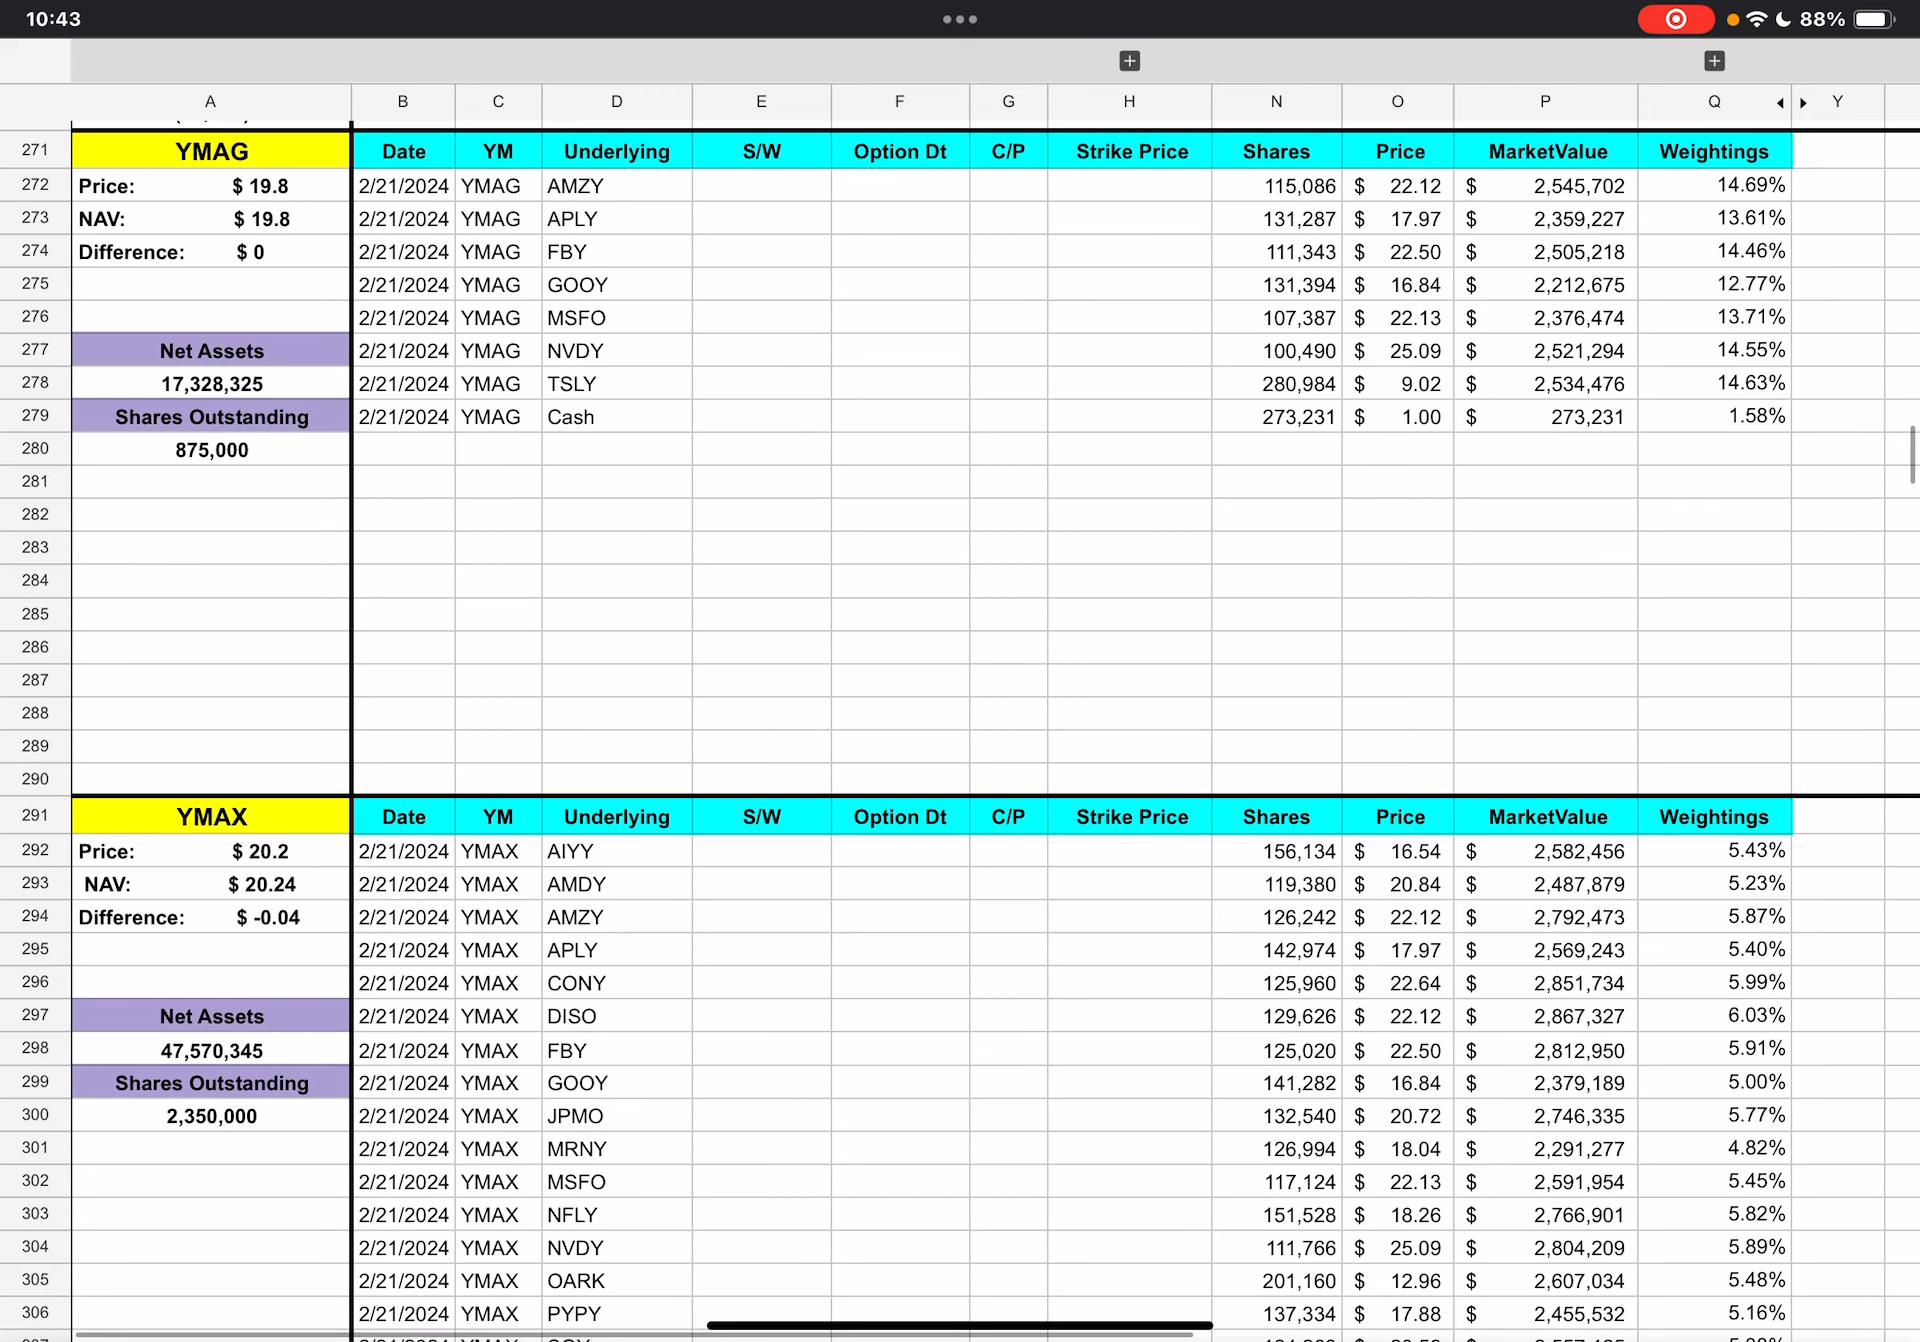 10:43
88%
A B C D E F G H N O P Q Y
271 YMAG Date YM Underlying S/W Option Dt C/P Strike Price Shares Price MarketValue Weightings
272 Price: $ 19.8 2/21/2024 YMAG AMZY 115,086 $ 22.12 $ 2,545,702 14.69%
273 NAV: $ 19.8 2/21/2024 YMAG APLY 131,287 $ 17.97 $ 2,359,227 13.61%
274 Difference: $ 0 2/21/2024 YMAG FBY 111,343 $ 22.50 $ 2,505,218 14.46%
275 2/21/2024 YMAG GOOY 131,394 $ 16.84 $ 2,212,675 12.77%
276 2/21/2024 YMAG MSFO 107,387 $ 22.13 $ 2,376,474 13.71%
277 Net Assets 2/21/2024 YMAG NVDY 100,490 $ 25.09 $ 2,521,294 14.55%
278 17,328,325 2/21/2024 YMAG TSLY 280,984 $ 9.02 $ 2,534,476 14.63%
279 Shares Outstanding 2/21/2024 YMAG Cash 273,231 $ 1.00 $ 273,231 1.58%
280 875,000
281
282
283
284
285
286
287
288
289
290
291 YMAX Date YM Underlying S/W Option Dt C/P Strike Price Shares Price MarketValue Weightings
292 Price: $ 20.2 2/21/2024 YMAX AIYY 156,134 $ 16.54 $ 2,582,456 5.43%
293 NAV: $ 20.24 2/21/2024 YMAX AMDY 119,380 $ 20.84 $ 2,487,879 5.23%
294 Difference: $ -0.04 2/21/2024 YMAX AMZY 126,242 $ 22.12 $ 2,792,473 5.87%
295 2/21/2024 YMAX APLY 142,974 $ 17.97 $ 2,569,243 5.40%
296 2/21/2024 YMAX CONY 125,960 $ 22.64 $ 2,851,734 5.99%
297 Net Assets 2/21/2024 YMAX DISO 129,626 $ 22.12 $ 2,867,327 6.03%
298 47,570,345 2/21/2024 YMAX FBY 125,020 $ 22.50 $ 2,812,950 5.91%
299 Shares Outstanding 2/21/2024 YMAX GOOY 141,282 $ 16.84 $ 2,379,189 5.00%
300 2,350,000 2/21/2024 YMAX JPMO 132,540 $ 20.72 $ 2,746,335 5.77%
301 2/21/2024 YMAX MRNY 126,994 $ 18.04 $ 2,291,277 4.82%
302 2/21/2024 YMAX MSFO 117,124 $ 22.13 $ 2,591,954 5.45%
303 2/21/2024 YMAX NFLY 151,528 $ 18.26 $ 2,766,901 5.82%
304 2/21/2024 YMAX NVDY 111,766 $ 25.09 $ 2,804,209 5.89%
305 2/21/2024 YMAX OARK 201,160 $ 12.96 $ 2,607,034 5.48%
306 2/21/2024 YMAX PYPY 137,334 $ 17.88 $ 2,455,532 5.16%